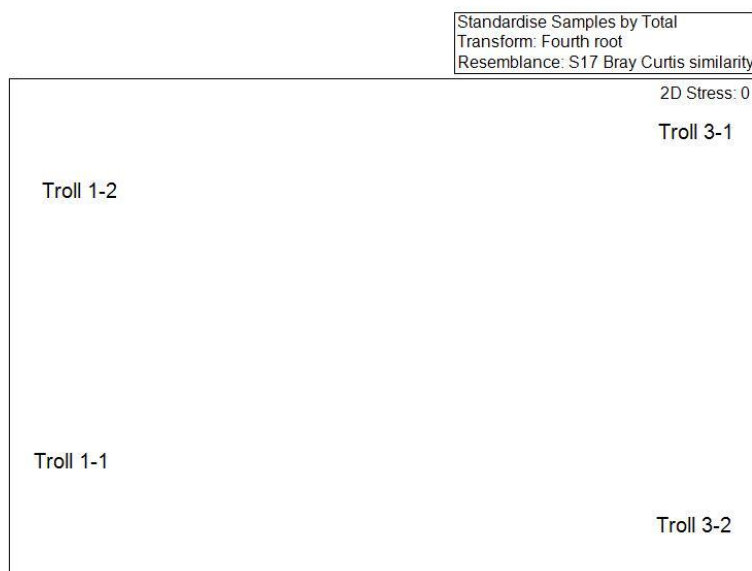 Standardise Samples by Total
Transform: Fourth root
Resemblance: S17 Bray Curtis similarity
2D Stress: 0
Troll 3-1
Troll 1-2
Troll 1-1
Troll 3-2